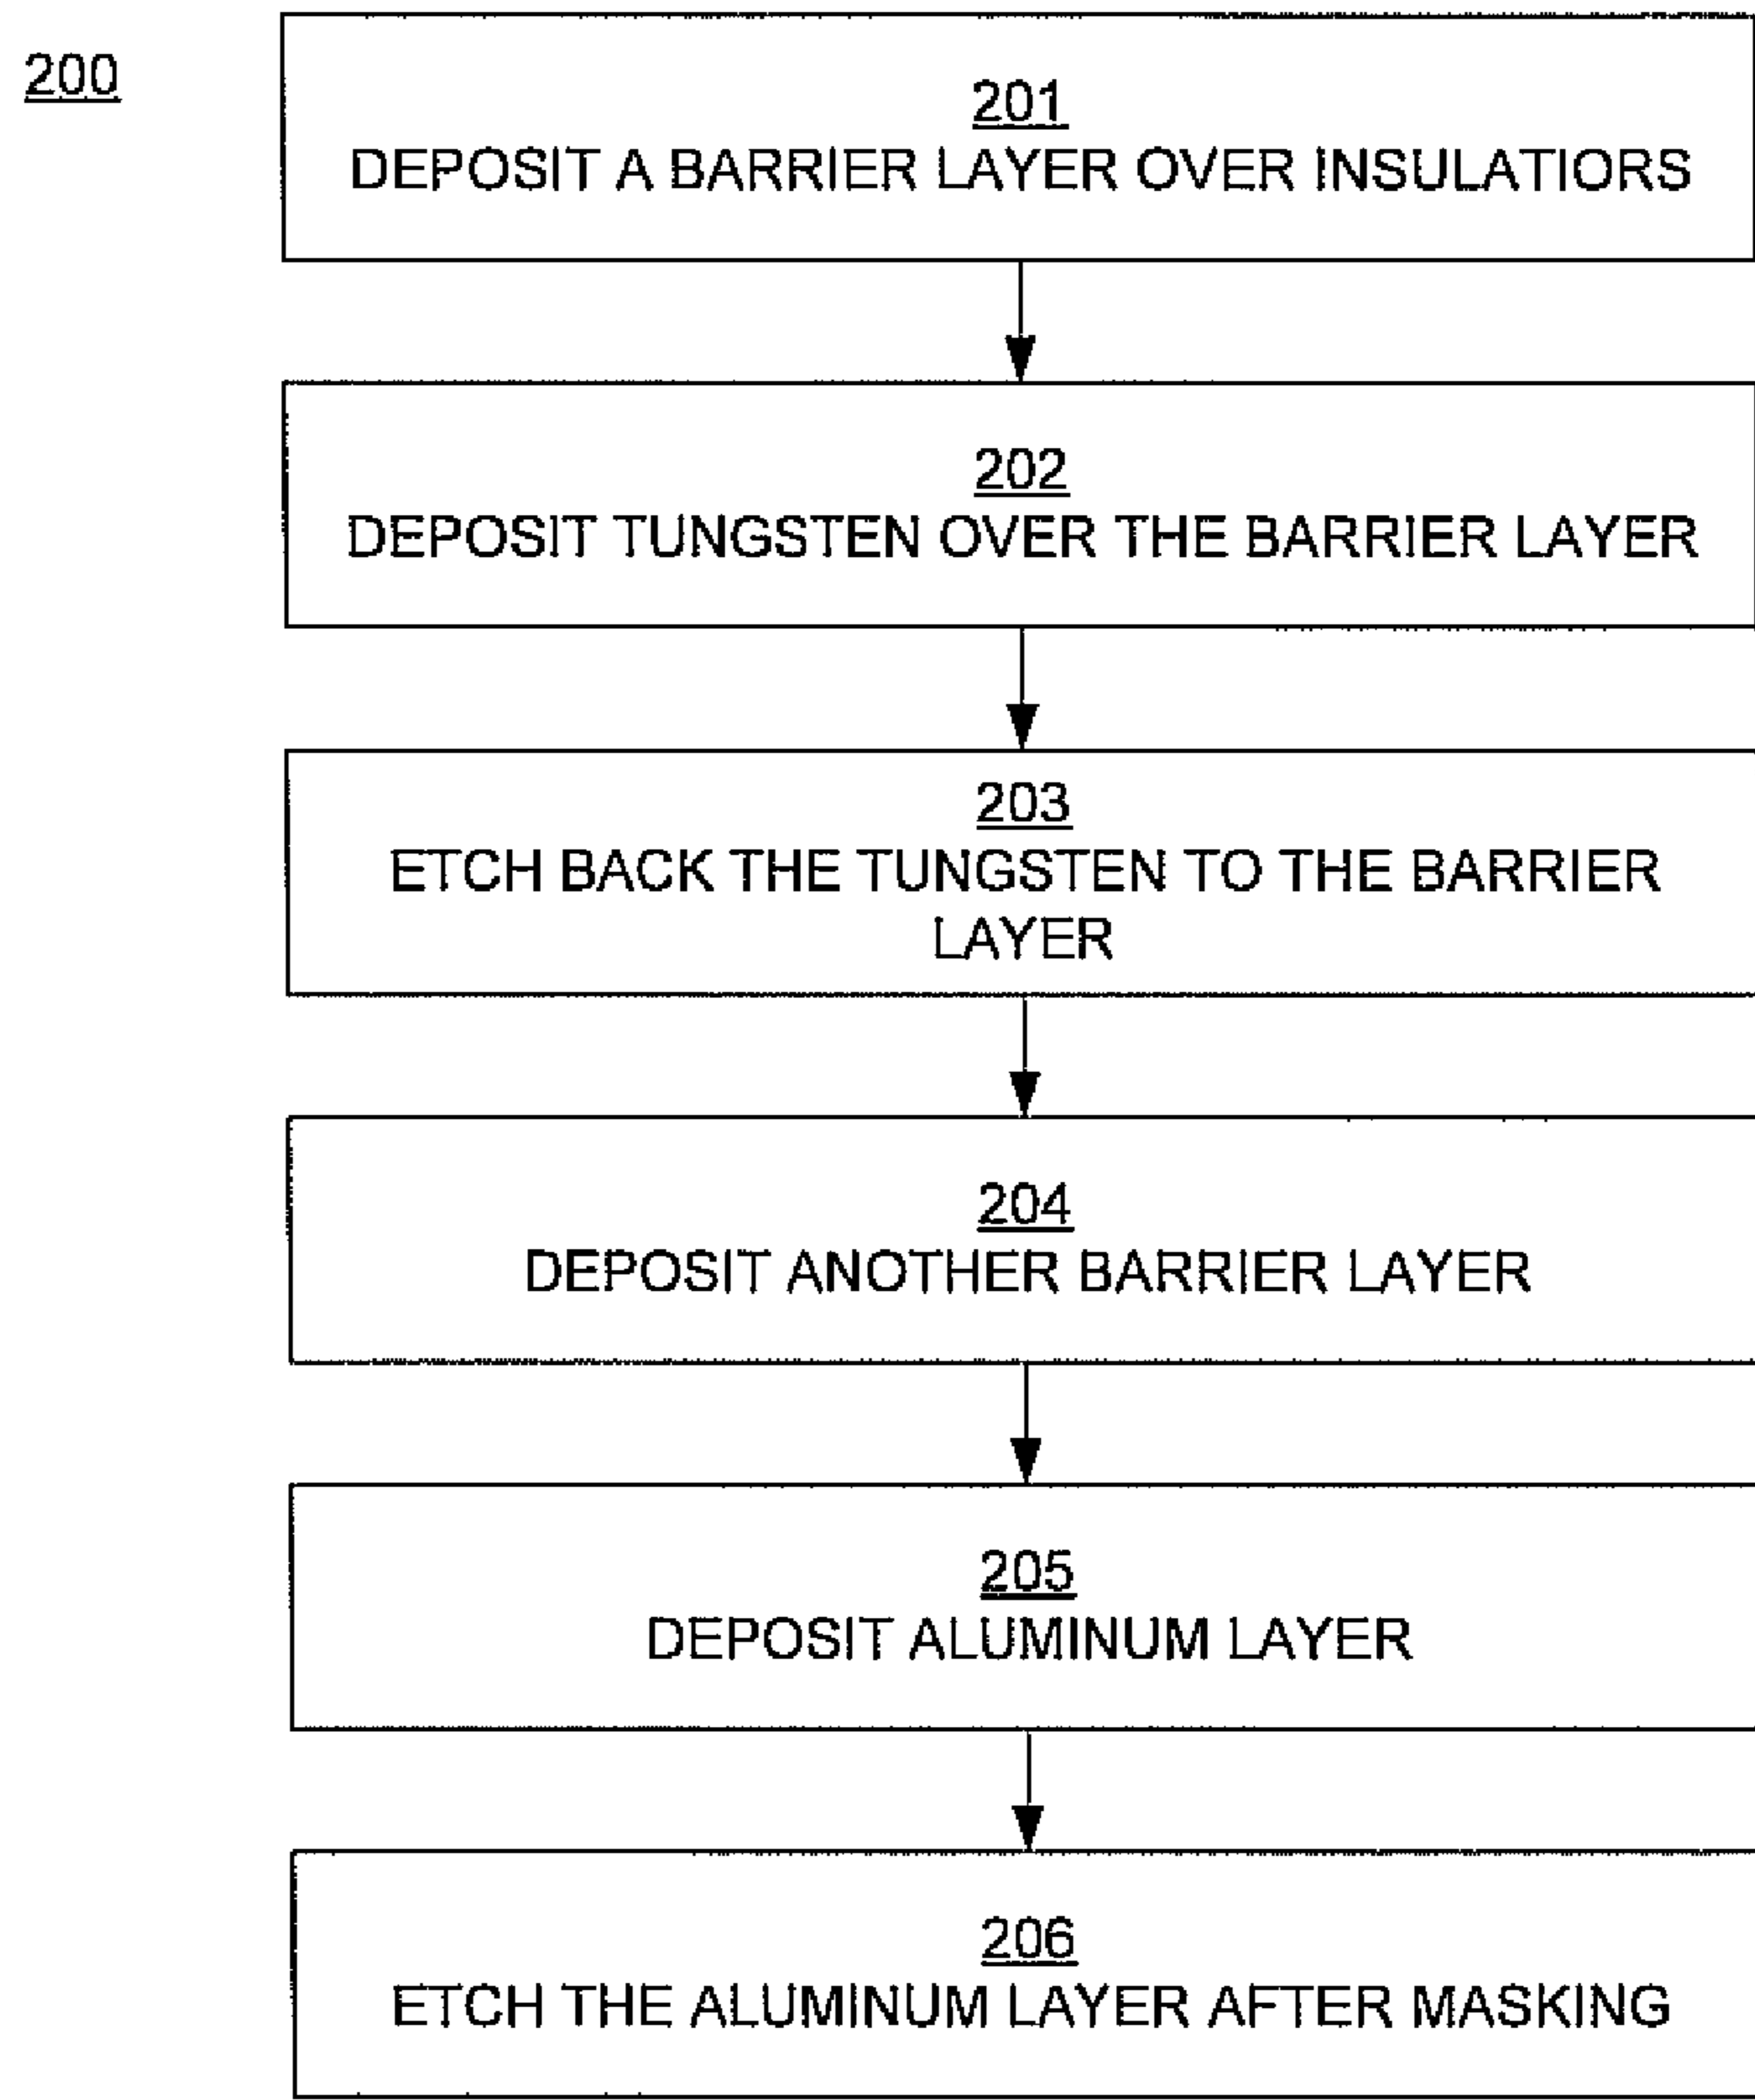 200
201
DEPOSIT A BARRIER LAYER OVER INSULATIORS
202
DEPOSIT TUNGSTEN OVER THE BARRIER LAYER
203
ETCH BACK THE TUNGSTEN TO THE BARRIER
LAYER
204
DEPOSIT ANOTHER BARRIER LAYER
205
DEPOSIT ALUMINUM LAYER
206
ETCH THE ALUMINUM LAYER AFTER MASKING